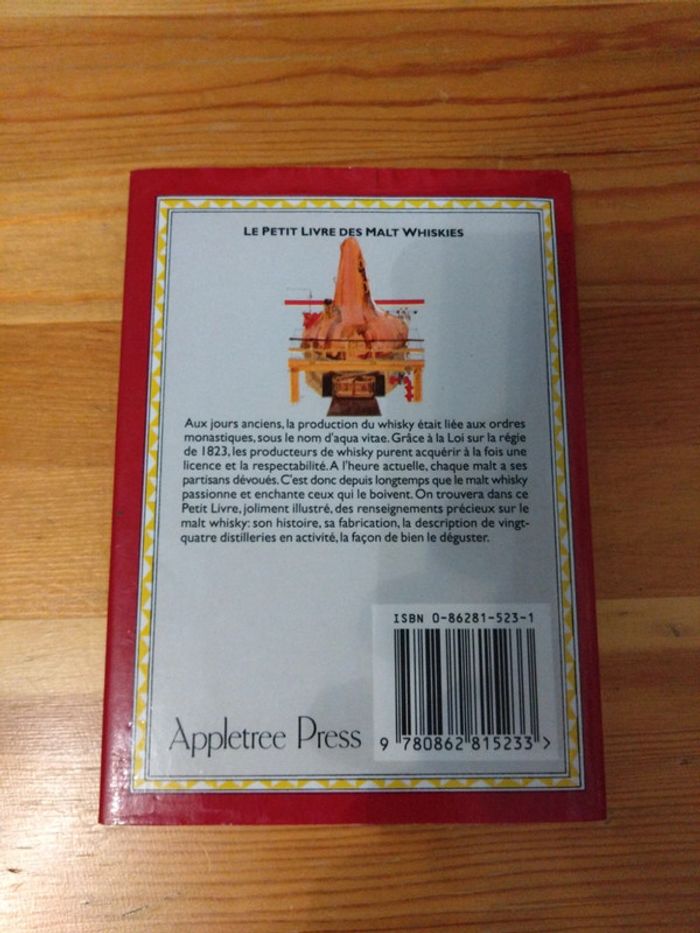 LE PETIT LIVRE DES MALT WHISKIES
Aux jours anciens, la production du whisky était liée aux ordres
monastiques, sous le nom d'aqua vitae. Grâce à la Loi sur la régie
de 1823, les producteurs de whisky purent acquérir à la fois une
licence et la respectabilité. A l'heure actuelle, chaque malt a ses
partisans dévoués. C'est donc depuis longtemps que le malt whisky
passionne et enchante ceux qui le boivent. On trouvera dans ce
Petit Livre, joliment illustré, des renseignements précieux sur le
malt whisky: son histoire, sa fabrication, la description de vingt-
quatre distilleries en activité, la façon de bien le déguster.
ISBN 0-86281-523-1
Appletree Press
9 780862 815233 >